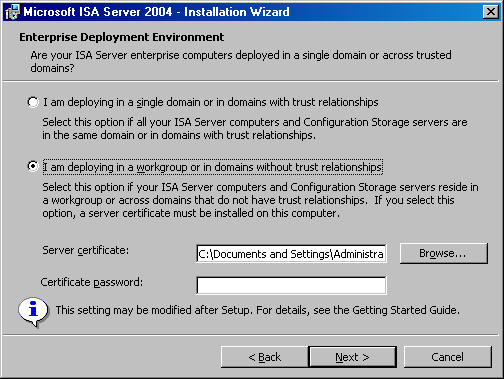 Microsoft ISA Server 2004 - Installation Wizard
Enterprise Deployment Environment
Are your ISA Server enterprise computers deployed in a single domain or across trusted
domains?
I am deploying in a single domain or in domains with trust relationships
Select this option if all your ISA Server computers and Configuration Storage servers are
in the same domain or in domains with trust relationships.
I am deploying in a workgroup or in domains without trust relationships
Select this option if your ISA Server computers and Configuration Storage servers reside in
a workgroup or across domains that do not have trust relationships. If you select this
option, a server certificate must be installed on this computer.
Server certificate: C:\Documents and Settings\Administra Browse...
Certificate password:
This setting may be modified after Setup. For details, see the Getting Started Guide.
< Back Next > Cancel